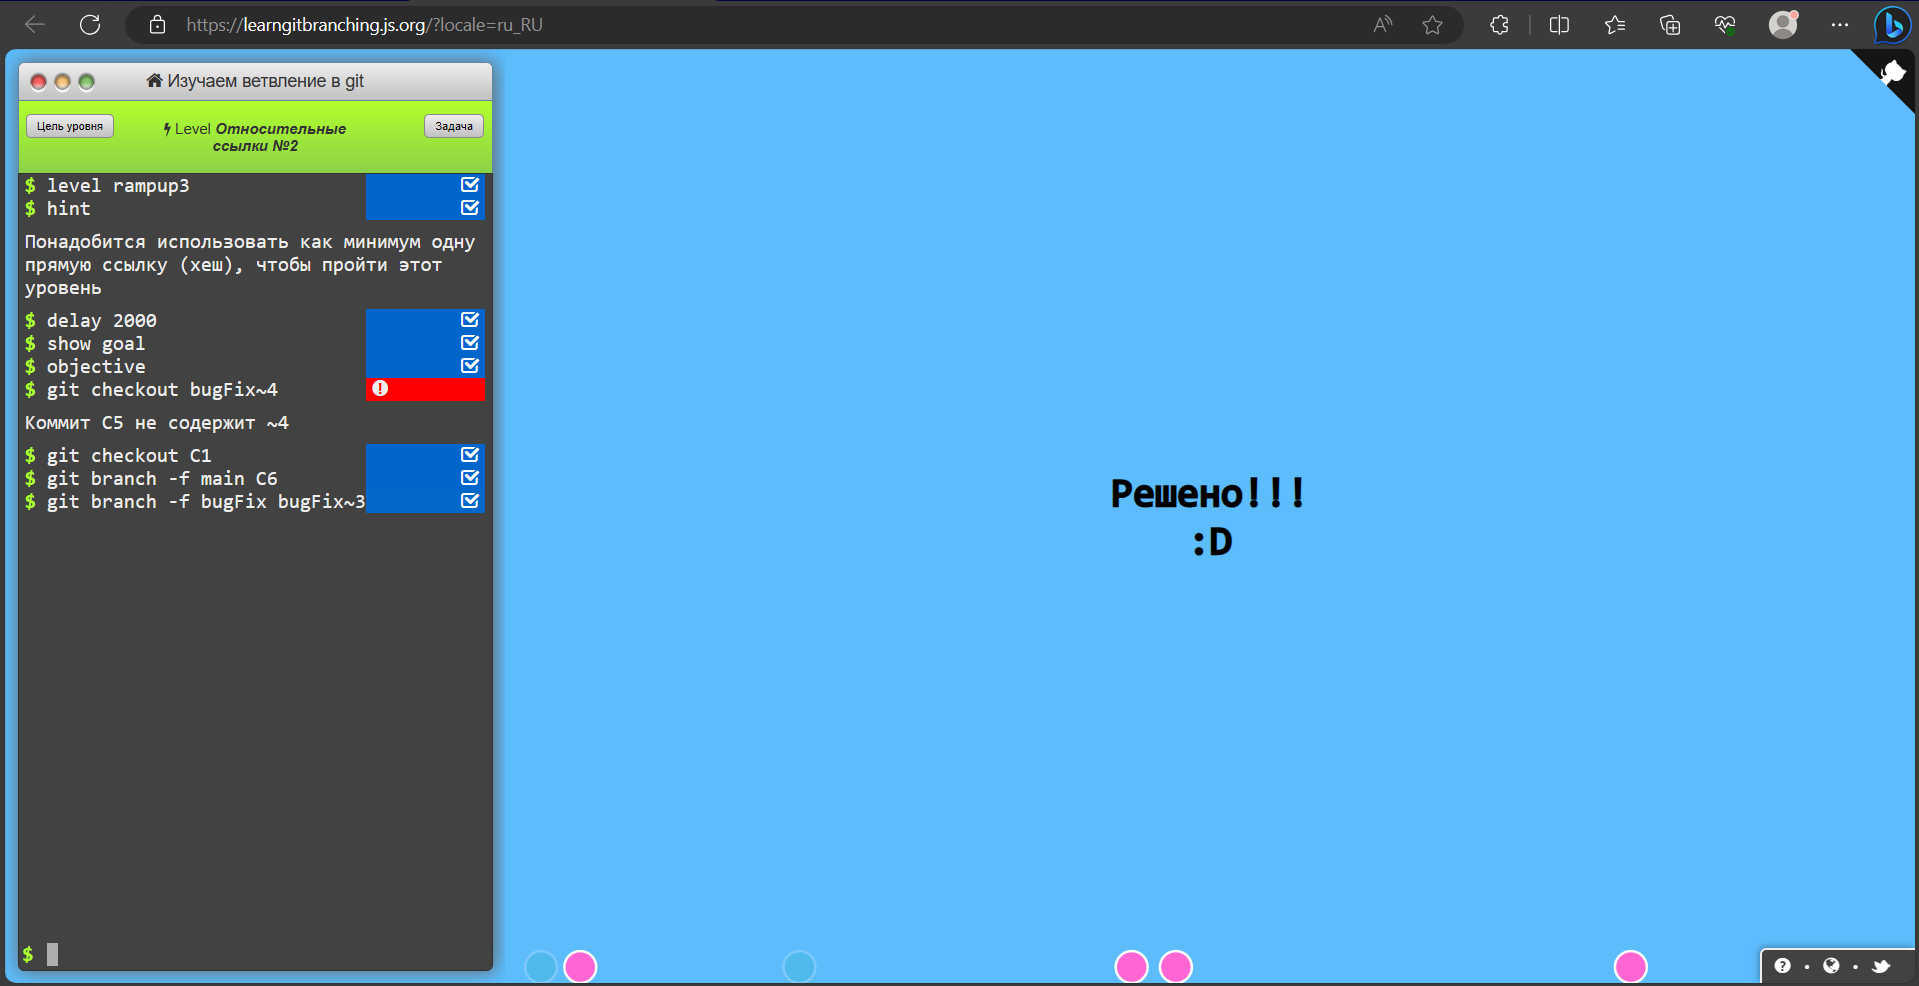 https://learngitbranching.js.org/?locale=ru_RU
Изучаем ветвление в git
Цель уровня
Level Относительные
ссылки №2
Задача
$ level rampup3
$ hint
Понадобится использовать как минимум одну
прямую ссылку (хеш), чтобы пройти этот
уровень
$ delay 2000
$ show goal
$ objective
$ git checkout bugFix~4
Коммит C5 не содержит ~4
$ git checkout C1
$ git branch -f main C6
$ git branch -f bugFix bugFix~3
$
Решено!!!
:D